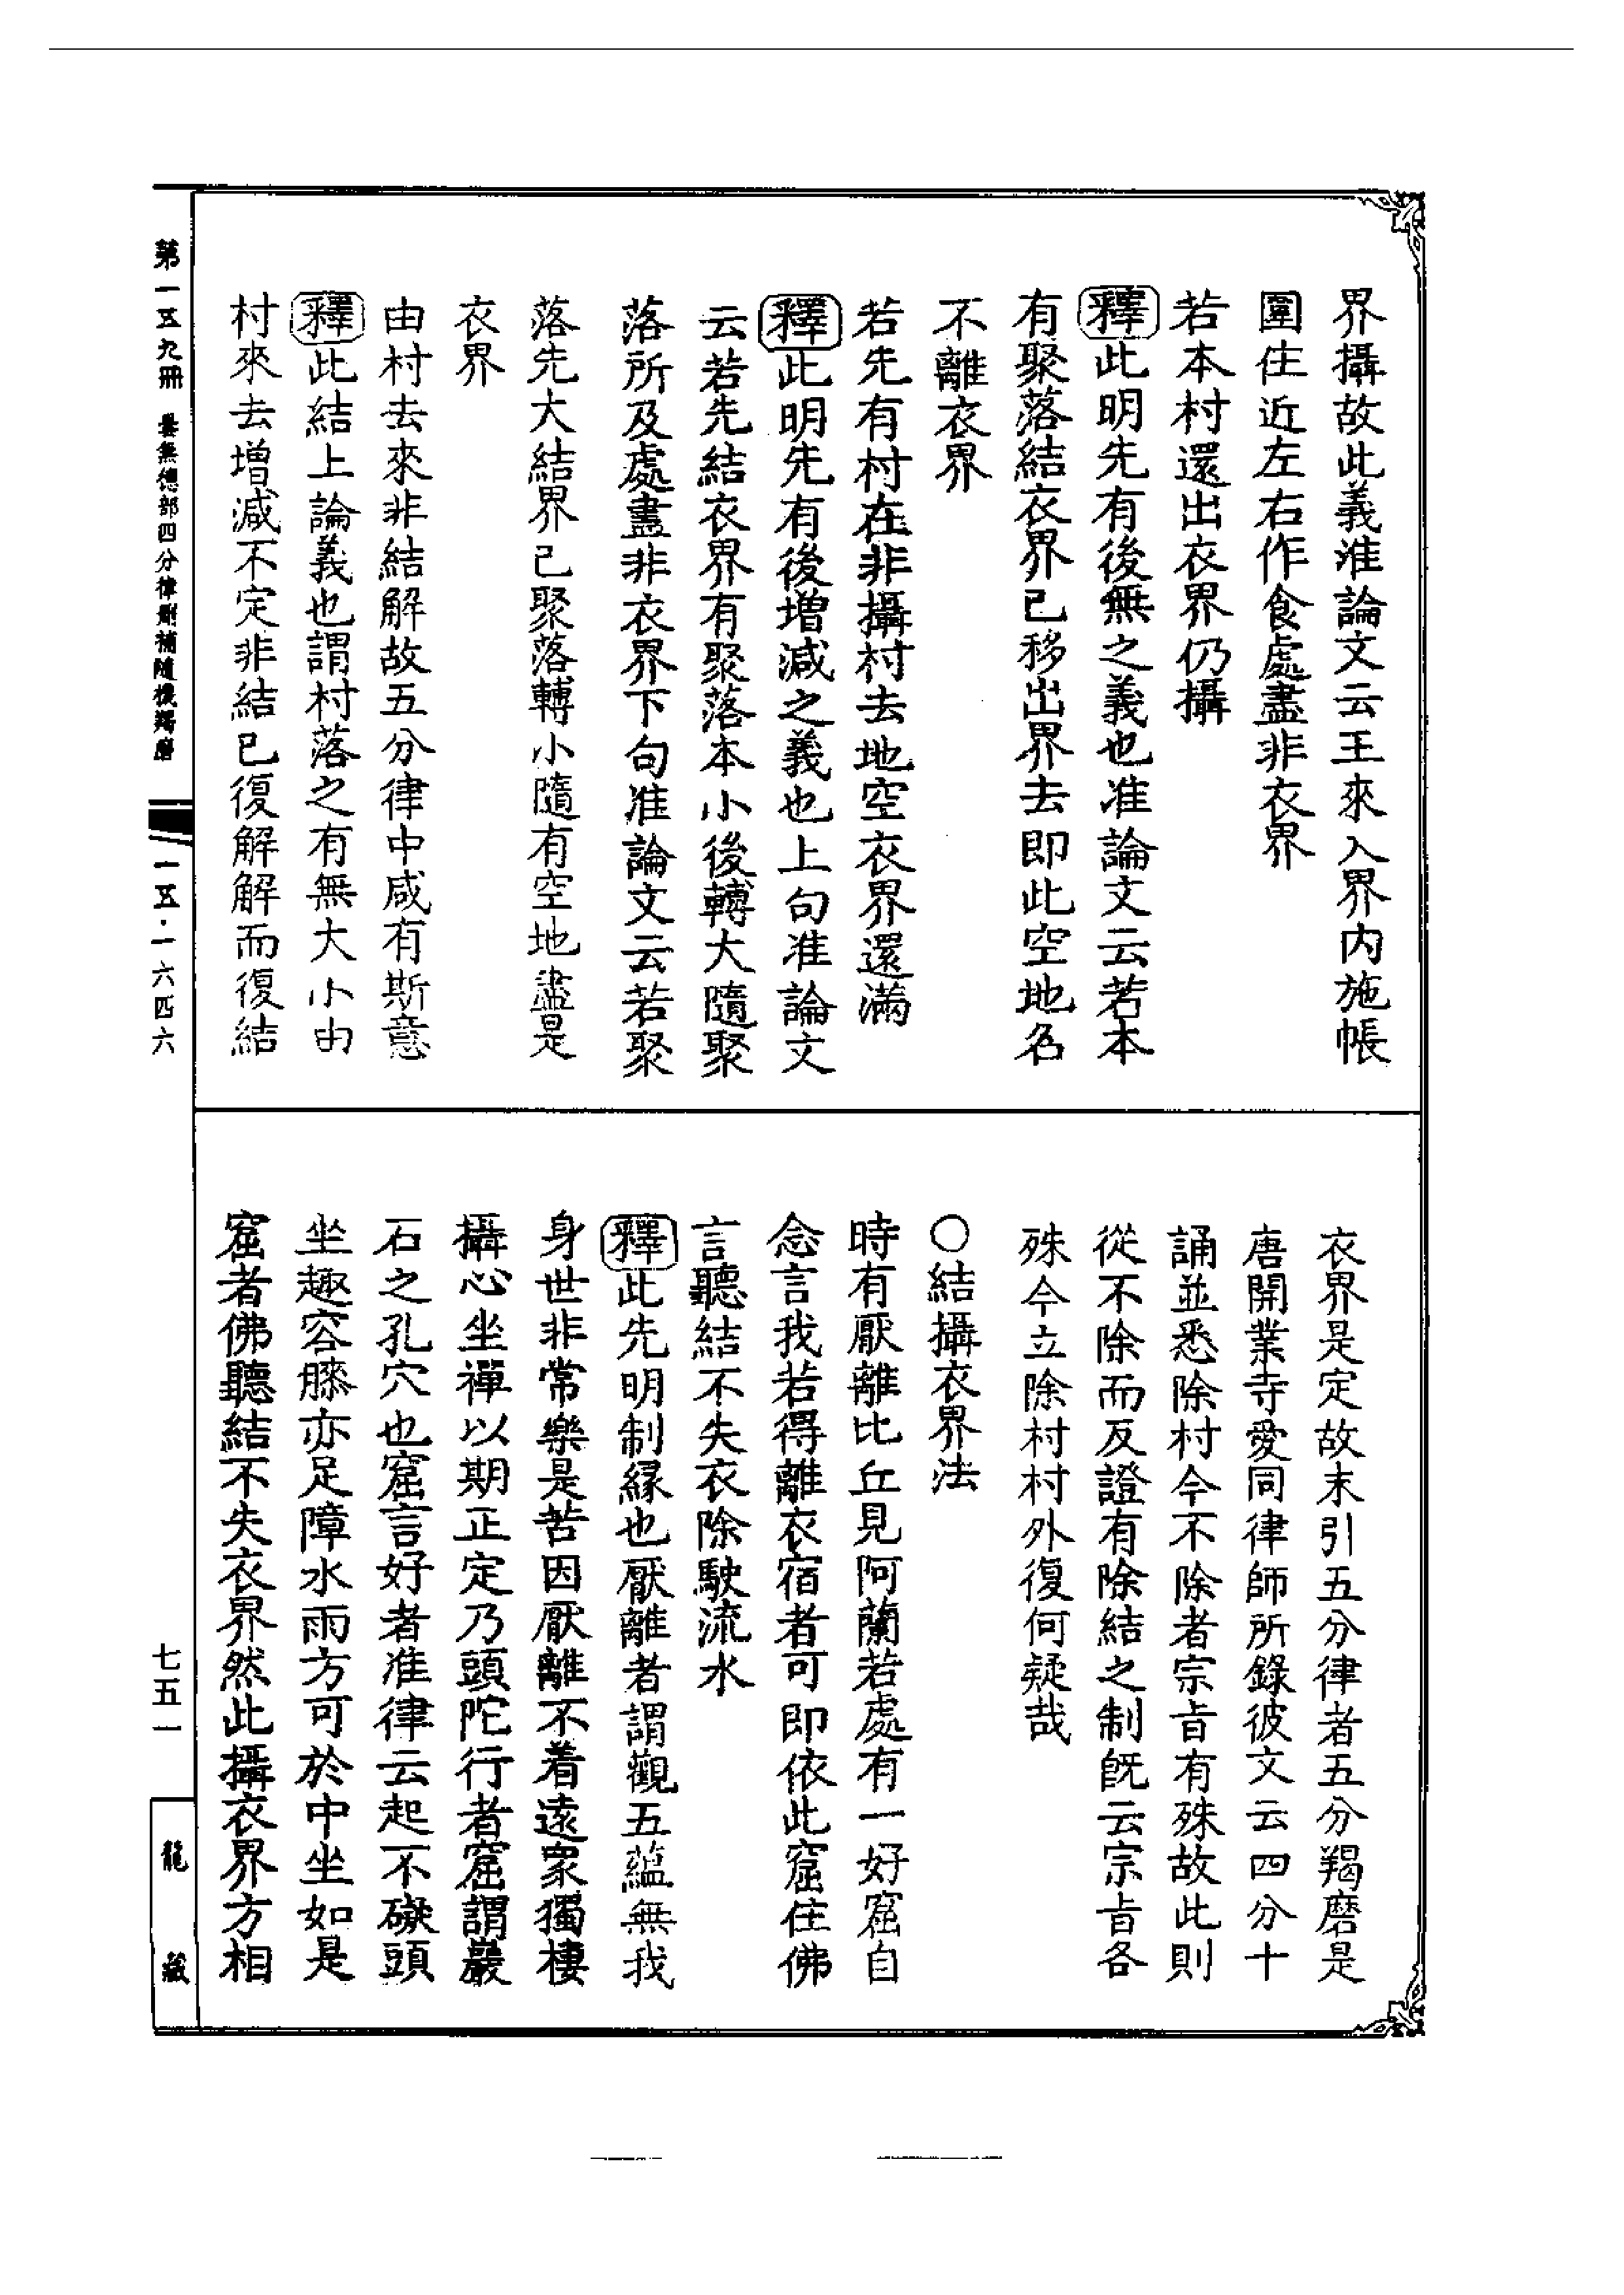 界攝故此義淮論文云王來入界內施帳
圍住近左右作食處盡非衣界
若本村還出衣界仍攝
釋此明先有後無之義也准論文云若本
有聚落結衣界已移出界去即此空地名
不離衣界
若先有村在非攝村去地空衣界還滿
釋此明先有後增減之義也上句准論文
云若先結衣界有聚落本小後轉大隨聚
落所及處盡非衣界下句准論文云若聚
落先大結界已聚落轉小隨有空地盡是
衣界
由村去來非結解故五分律中咸有斯意
釋此結上論義也謂村落之有無大小由
村來去增減不定非結已復解解而復結
衣界是定故末引五分律者五分羯磨是
唐開業寺愛同律師所錄彼文云四分十
誦並悉除村今不除者宗旨有殊故此則
從不除而反證有除結之制旣云宗旨各
殊今立除村村外復何疑哉
○結攝衣界法
時有厭離比丘見阿蘭若處有一好窟自
念言我若得離衣宿者可即依此窟住佛
言聽結不失衣除駛流水
釋此先明制緣也厭離者謂觀五蘊無我
身世非常樂是苦因厭離不着遠衆獨棲
攝心坐禪以期正定乃頭陀行者窟謂巖
石之孔穴也窟言好者准律云起不礙頭
坐趣容膝亦足障水雨方可於中坐如是
窟者佛聽結不失衣界然此攝衣界方相
第一五九冊 曇無德部四分律刪補隨機羯磨
一五·一六四六
七五一
龍藏